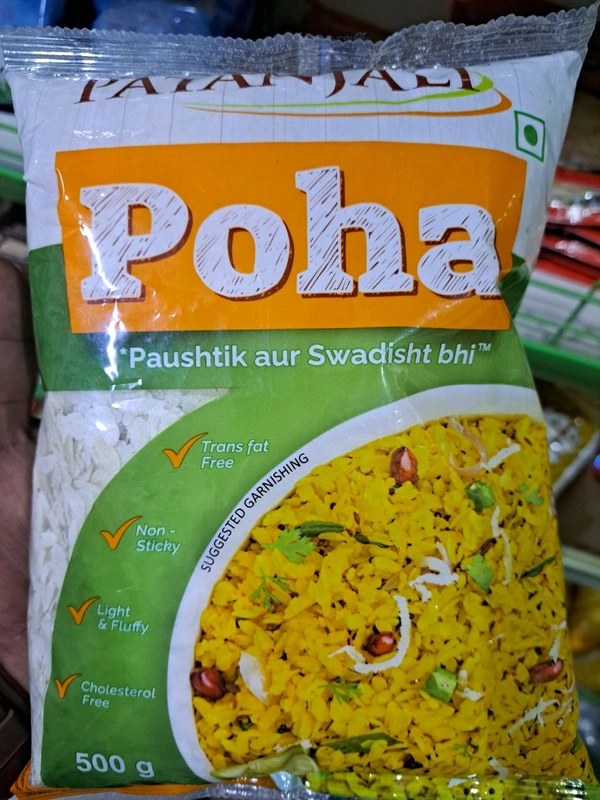 PATANJALI
Poha
*Paushtik aur Swadisht bhi™
Trans fat
Free
SUGGESTED GARNISHING
Non -
Sticky
Light
& Fluffy
Cholesterol
Free
500 g